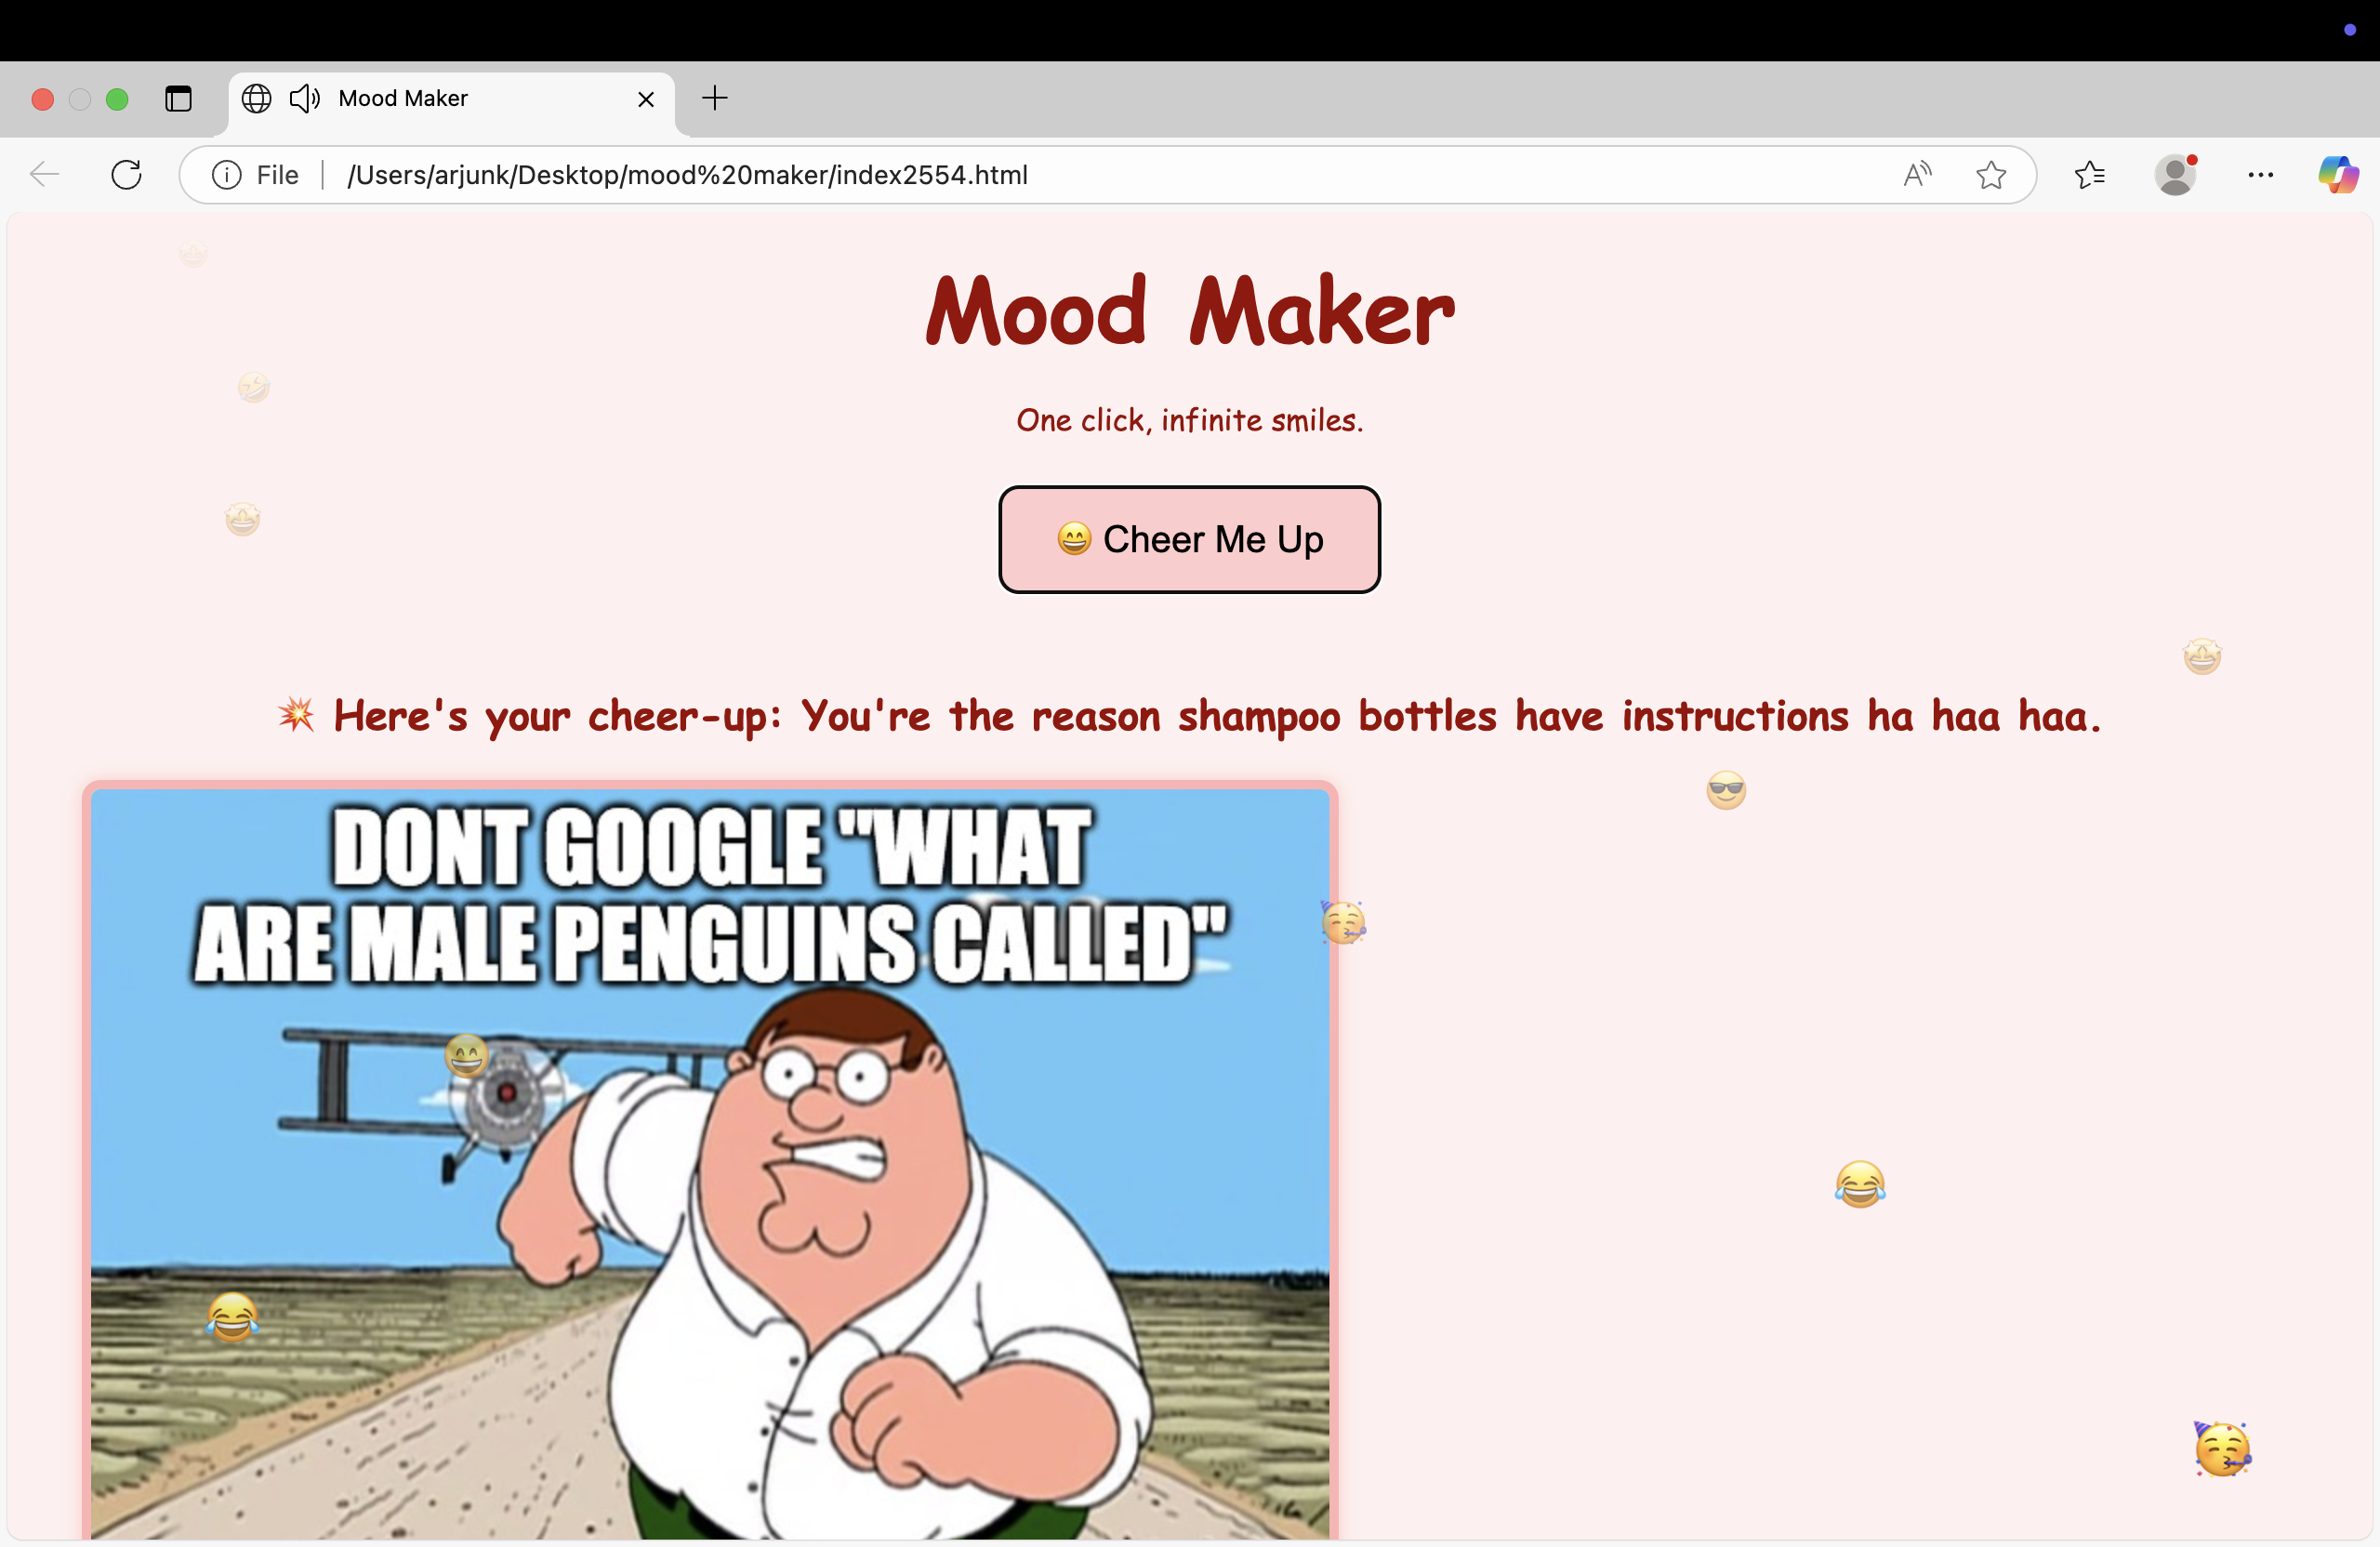 Mood Maker
File
/Users/arjunk/Desktop/mood%20maker/index2554.html
Mood Maker
One click, infinite smiles.
😄 Cheer Me Up
💥 Here's your cheer-up: You're the reason shampoo bottles have instructions ha haa haa.
DONT GOOGLE "WHAT
ARE MALE PENGUINS CALLED"